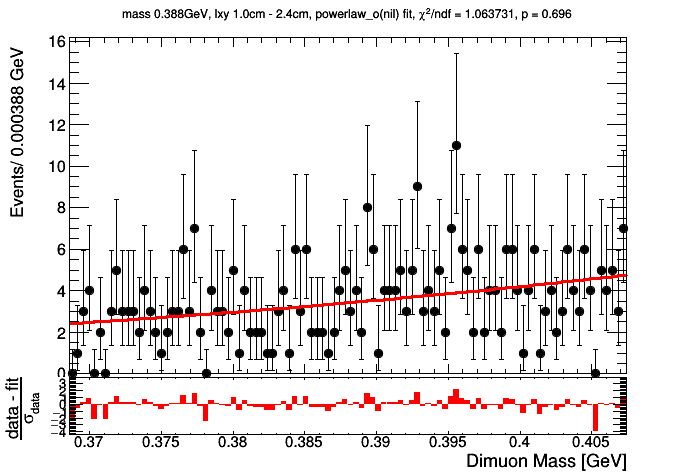 mass 0.388GeV, lxy 1.0cm - 2.4cm, powerlaw_o(nil) fit, χ²/ndf = 1.063731, p = 0.696
Events/ 0.000388 GeV
16
14
12
10
8
6
4
2
0
data - fit
σdata
3
2
1
0
−1
−2
−3
−4
0.37 0.375 0.38 0.385 0.39 0.395 0.4 0.405
Dimuon Mass [GeV]